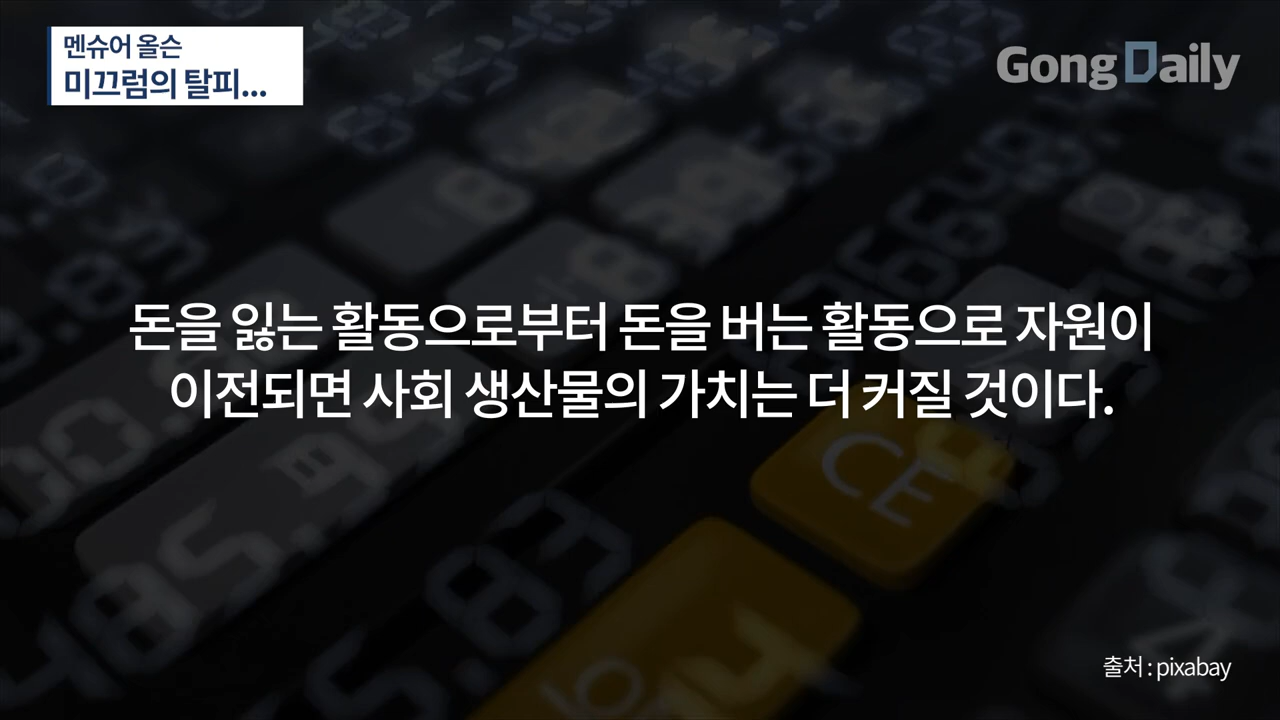 멘슈어 올슨
미끄럼의 탈피...
Gong Daily
돈을 잃는 활동으로부터 돈을 버는 활동으로 자원이
이전되면 사회 생산물의 가치는 더 커질 것이다.
CE
출처 : pixabay